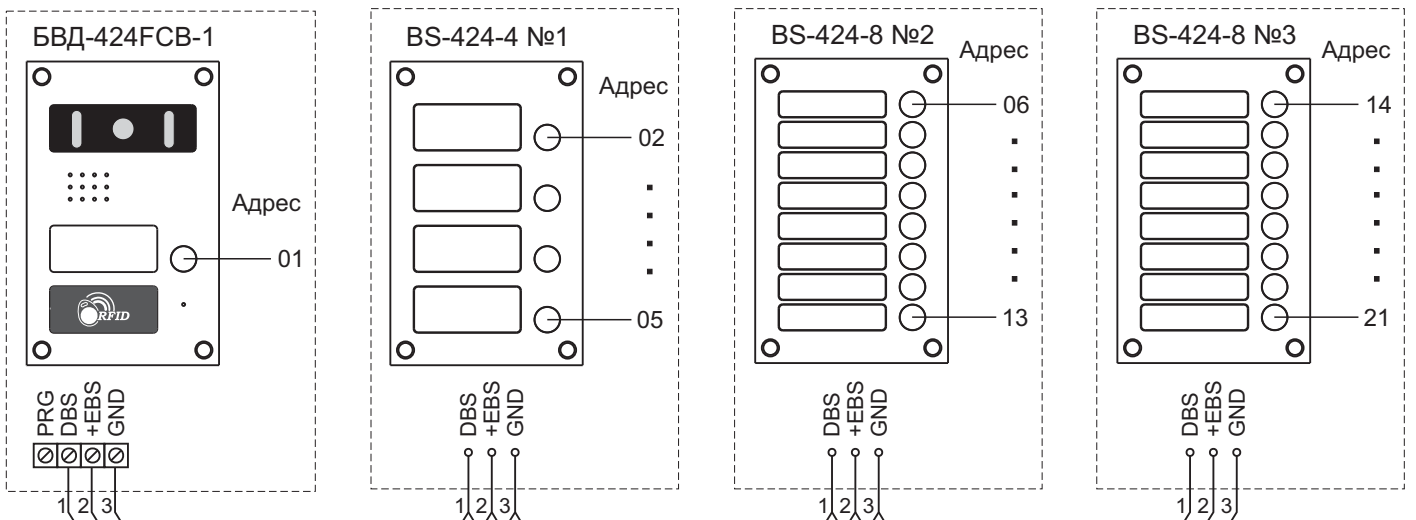 БВД-424FCB-1
Адрес
01
RFID
PRG
DBS
+EBS
GND
1 2 3
BS-424-4 №1
Адрес
02
05
DBS
+EBS
GND
1 2 3
BS-424-8 №2
Адрес
06
13
DBS
+EBS
GND
1 2 3
BS-424-8 №3
Адрес
14
21
DBS
+EBS
GND
1 2 3